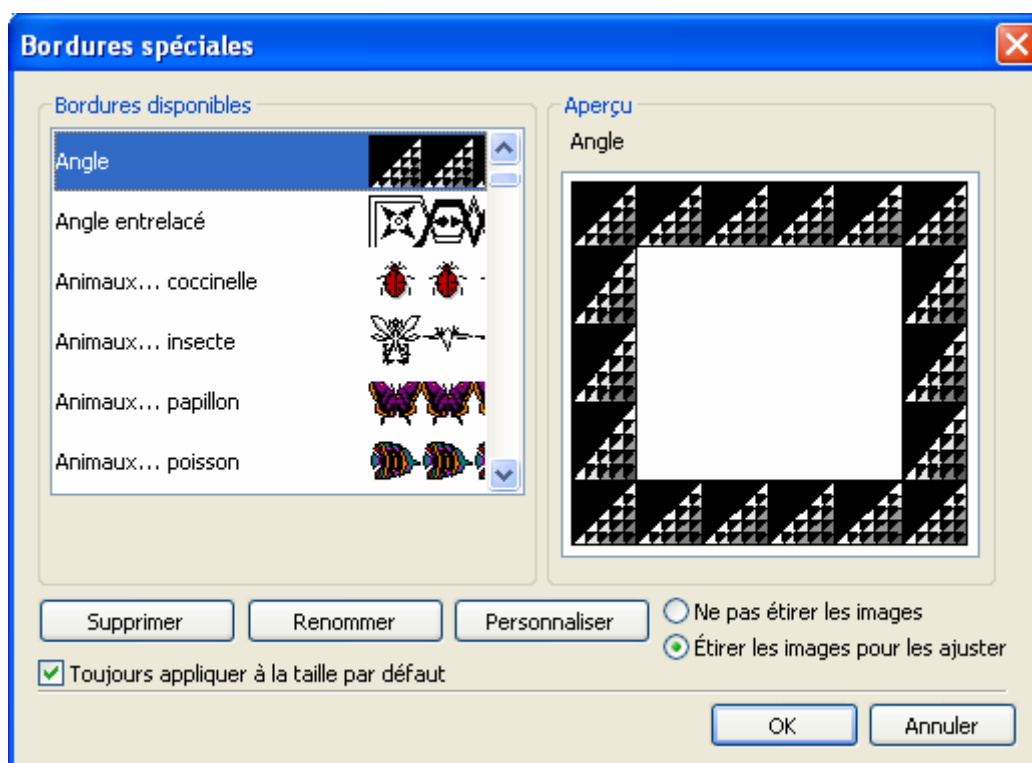 Bordures spéciales
Bordures disponibles
Angle
Angle entrelacé
Animaux... coccinelle
Animaux... insecte
Animaux... papillon
Animaux... poisson
Aperçu
Angle
Supprimer
Renommer
Personnaliser
Ne pas étirer les images
Étirer les images pour les ajuster
Toujours appliquer à la taille par défaut
OK
Annuler